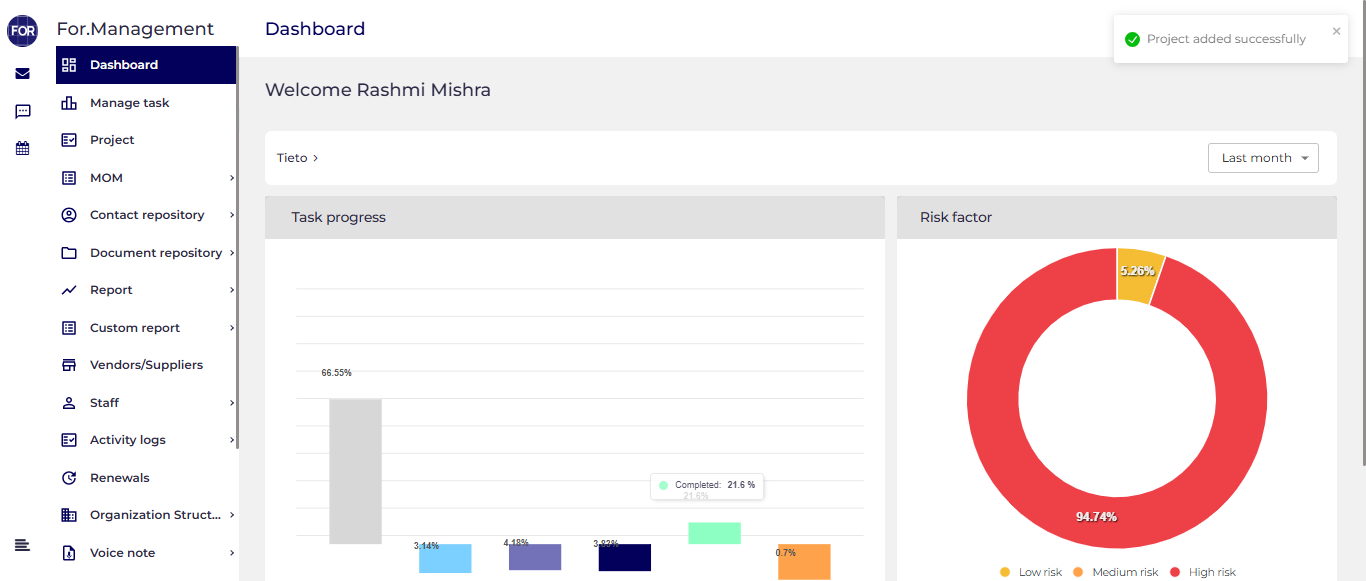 FOR
For.Management
Dashboard
Project added successfully
Dashboard
Manage task
Project
MOM
Contact repository
Document repository
Report
Custom report
Vendors/Suppliers
Staff
Activity logs
Renewals
Organization Struct...
Voice note
Welcome Rashmi Mishra
Tieto
Last month
Task progress
66.55%
3.14%
4.18%
3.83%
Completed: 21.6 %
21.6%
0.7%
Risk factor
5.26%
94.74%
Low risk
Medium risk
High risk